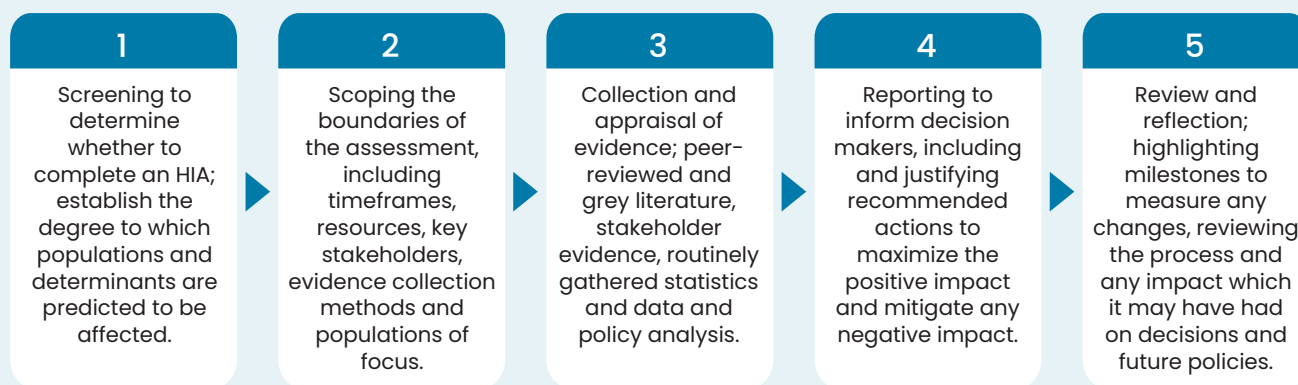 1
Screening to
determine
whether to
complete an HIA;
establish the
degree to which
populations and
determinants are
predicted to be
affected.
2
Scoping the
boundaries of
the assessment,
including
timeframes,
resources, key
stakeholders,
evidence collection
methods and
populations of
focus.
3
Collection and
appraisal of
evidence; peer-
reviewed and
grey literature,
stakeholder
evidence, routinely
gathered statistics
and data and
policy analysis.
4
Reporting to
inform decision
makers, including
and justifying
recommended
actions to
maximize the
positive impact
and mitigate any
negative impact.
5
Review and
reflection;
highlighting
milestones to
measure any
changes, reviewing
the process and
any impact which
it may have had
on decisions and
future policies.